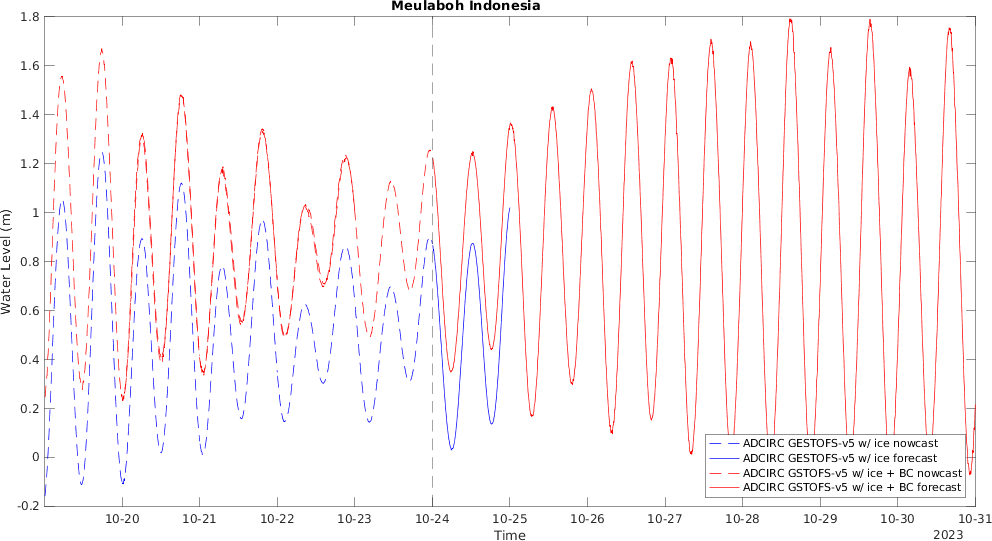 Meulaboh Indonesia
1.8
1.6
1.4
1.2
1
0.8
0.6
0.4
0.2
0
-0.2
Water Level (m)
ADCIRC GESTOFS-v5 w/ ice nowcast
ADCIRC GESTOFS-v5 w/ ice forecast
ADCIRC GSTOFS-v5 w/ ice + BC nowcast
ADCIRC GSTOFS-v5 w/ ice + BC forecast
10-20 10-21 10-22 10-23 10-24 10-25 10-26 10-27 10-28 10-29 10-30 10-31
Time
2023